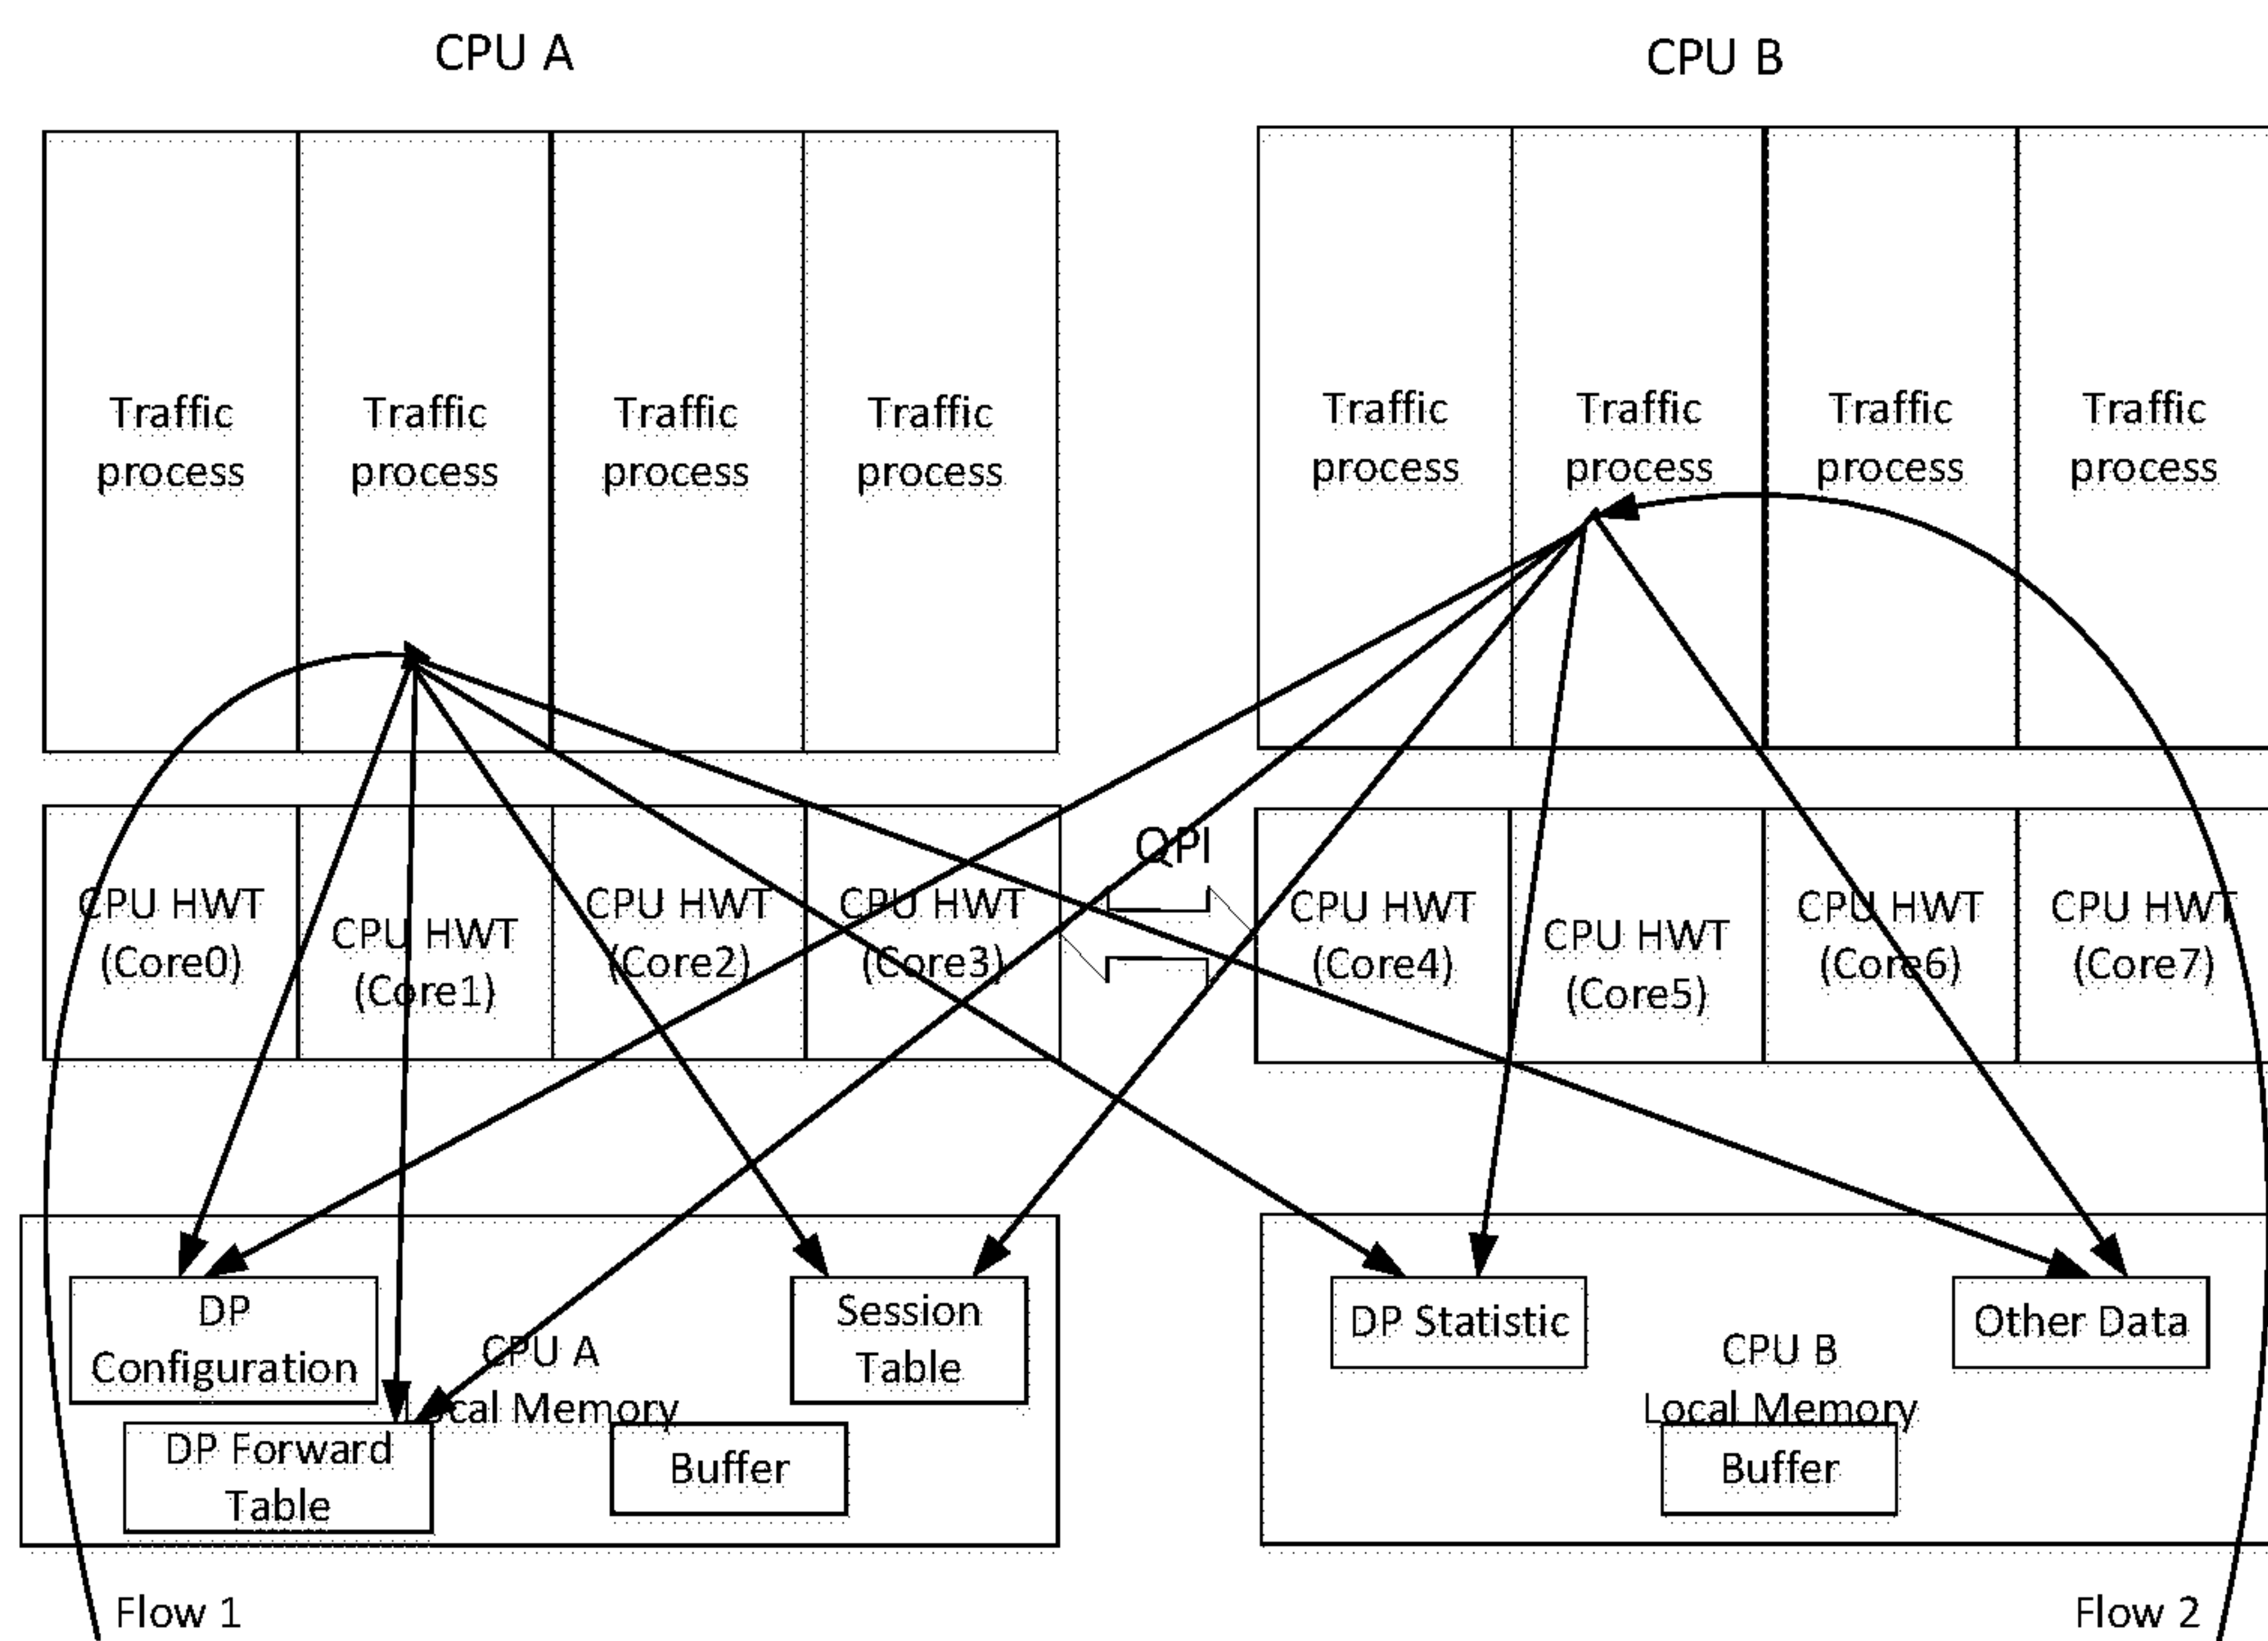 CPU A
CPU B
Traffic process
Traffic process
Traffic process
Traffic process
Traffic process
Traffic process
Traffic process
Traffic process
QPI
CPU HWT
(Core0)
CPU HWT
(Core1)
CPU HWT
(Core2)
CPU HWT
(Core3)
CPU HWT
(Core4)
CPU HWT
(Core5)
CPU HWT
(Core6)
CPU HWT
(Core7)
DP
Configuration
CPU A
Local Memory
Session
Table
DP Forward
Table
Buffer
DP Statistic
CPU B
Local Memory
Other Data
Buffer
Flow 1
Flow 2